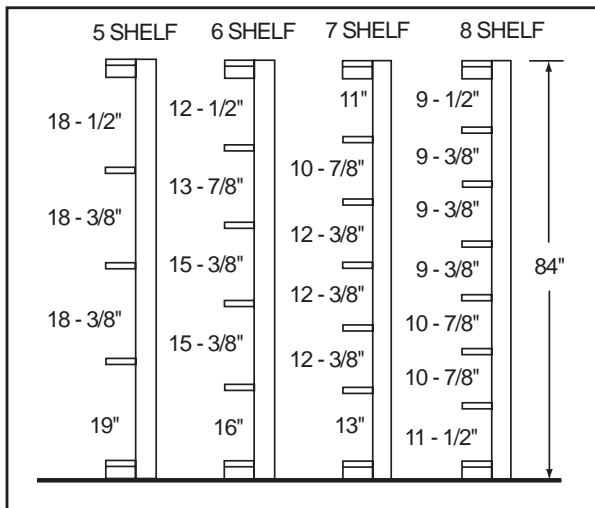 5 SHELF 6 SHELF 7 SHELF 8 SHELF
18 - 1/2"
18 - 3/8"
18 - 3/8"
19"
12 - 1/2"
13 - 7/8"
15 - 3/8"
15 - 3/8"
16"
11"
10 - 7/8"
12 - 3/8"
12 - 3/8"
12 - 3/8"
13"
9 - 1/2"
9 - 3/8"
9 - 3/8"
9 - 3/8"
10 - 7/8"
10 - 7/8"
11 - 1/2"
84"